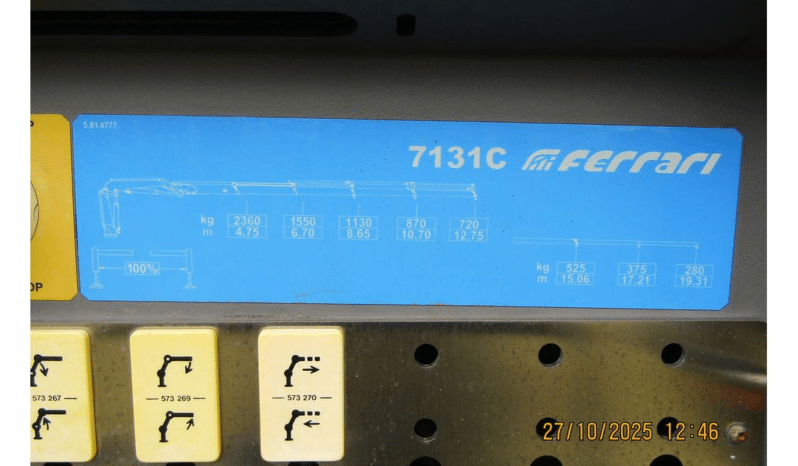 5.81.4777
7131C Ferrari
kg 2360 1550 1130 870 720
m 4.75 6.70 8.65 10.70 12.75
100%
kg 525 375 280
m 15.06 17.21 19.31
P
OP
573 267 573 269 573 270
27/10/2025 12:46